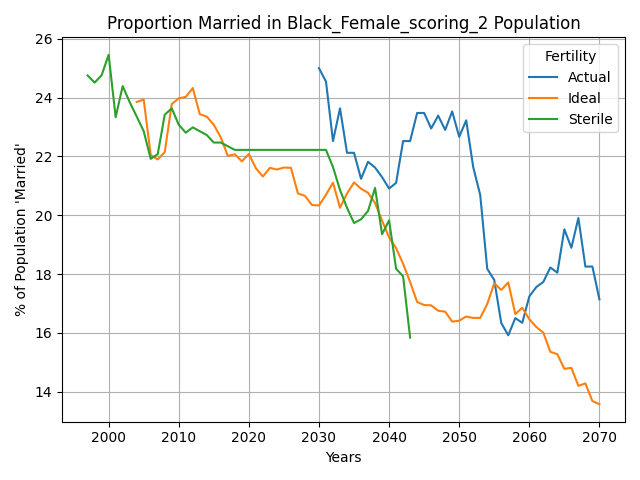 Proportion Married in Black_Female_scoring_2 Population
% of Population 'Married'
26
24
22
20
18
16
14
Fertility
Actual
Ideal
Sterile
2000 2010 2020 2030 2040 2050 2060 2070
Years